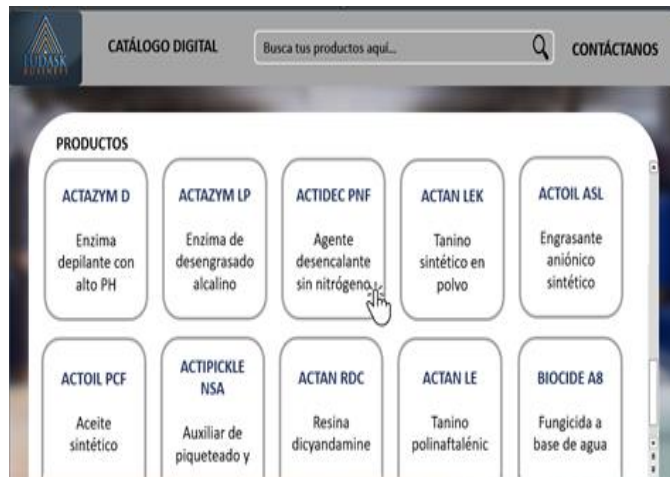 CATÁLOGO DIGITAL
Busca tus productos aquí...
CONTÁCTANOS
EUDASK
BUSINESS
PRODUCTOS
ACTAZYM D
Enzima
depilante con
alto PH
ACTAZYM LP
Enzima de
desengrasado
alcalino
ACTIDEC PNF
Agente
desencalante
sin nitrógeno
ACTAN LEK
Tanino
sintético en
polvo
ACTOIL ASL
Engrasante
aniónico
sintético
ACTOIL PCF
Aceite
sintético
ACTIPICKLE
NSA
Auxiliar de
piqueteado y
ACTAN RDC
Resina
dicyandamine
ACTAN LE
Tanino
polinaftalénic
BIOCIDE A8
Fungicida a
base de agua